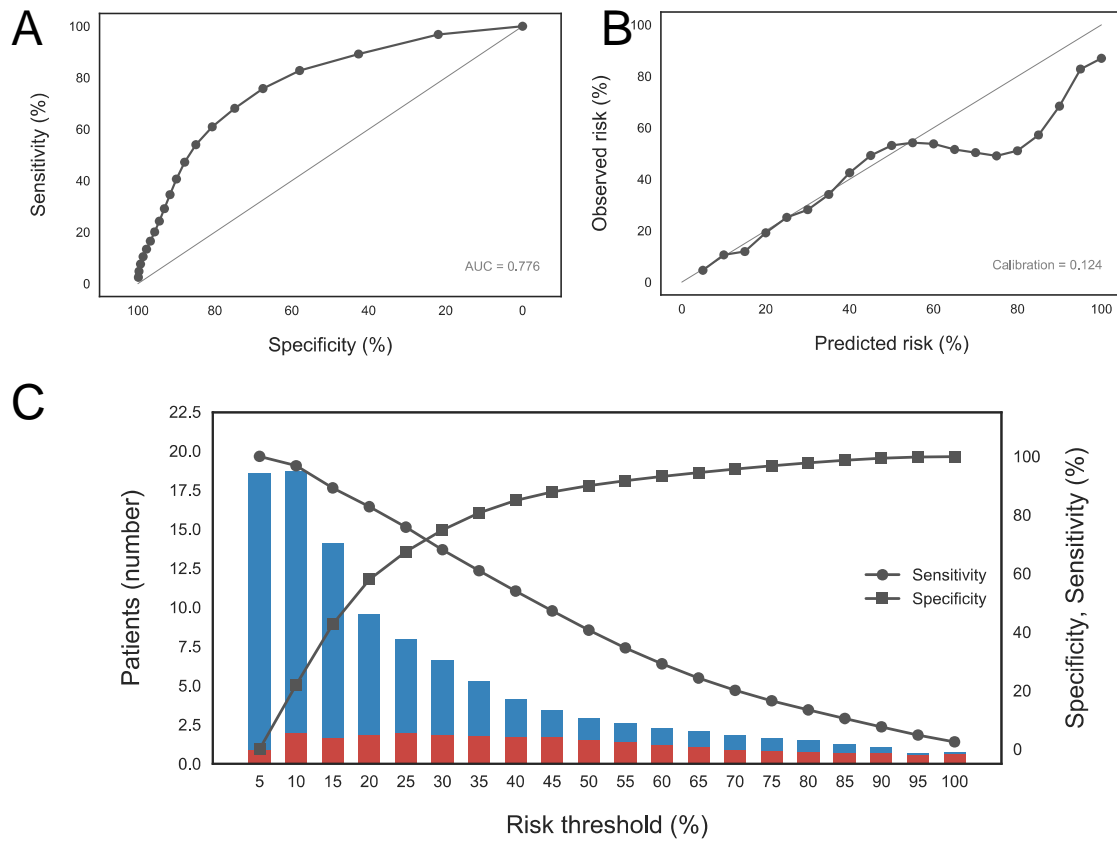 A
Sensitivity (%)
100
80
60
40
20
0
AUC = 0.776
100
80
60
40
20
0
Specificity (%)
B
Observed risk (%)
100
80
60
40
20
0
Calibration = 0.124
0
20
40
60
80
100
Predicted risk (%)
C
Patients (number)
22.5
20.0
17.5
15.0
12.5
10.0
7.5
5.0
2.5
0.0
Sensitivity
Specificity
100
80
60
40
20
0
Specificity, Sensitivity (%)
5 10 15 20 25 30 35 40 45 50 55 60 65 70 75 80 85 90 95 100
Risk threshold (%)